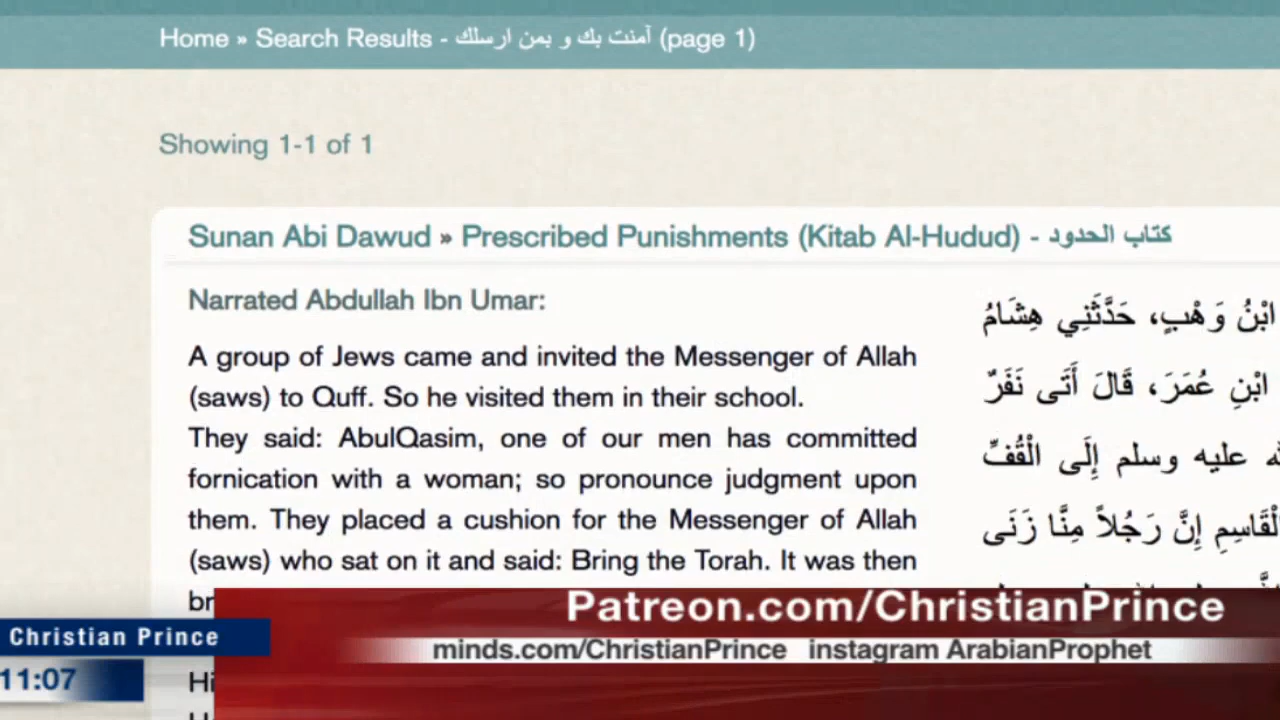 Home » Search Results - آمنت بك و بمن ارسلك (page 1)
Showing 1-1 of 1
Sunan Abi Dawud » Prescribed Punishments (Kitab Al-Hudud) - كتاب الحدود
Narrated Abdullah Ibn Umar:
A group of Jews came and invited the Messenger of Allah
(saws) to Quff. So he visited them in their school.
They said: AbulQasim, one of our men has committed
fornication with a woman; so pronounce judgment upon
them. They placed a cushion for the Messenger of Allah
(saws) who sat on it and said: Bring the Torah. It was then
ابْنُ وَهْبٍ، حَدَّثَنِي هِشَامُ
ابْنِ عُمَرَ، قَالَ أَتَى نَفَرٌ
عليه وسلم إِلَى الْقُفِّ
الْقَاسِمِ إِنَّ رَجُلاً مِنَّا زَنَى
Patreon.com/ChristianPrince
Christian Prince
minds.com/ChristianPrince instagram ArabianProphet
11:07